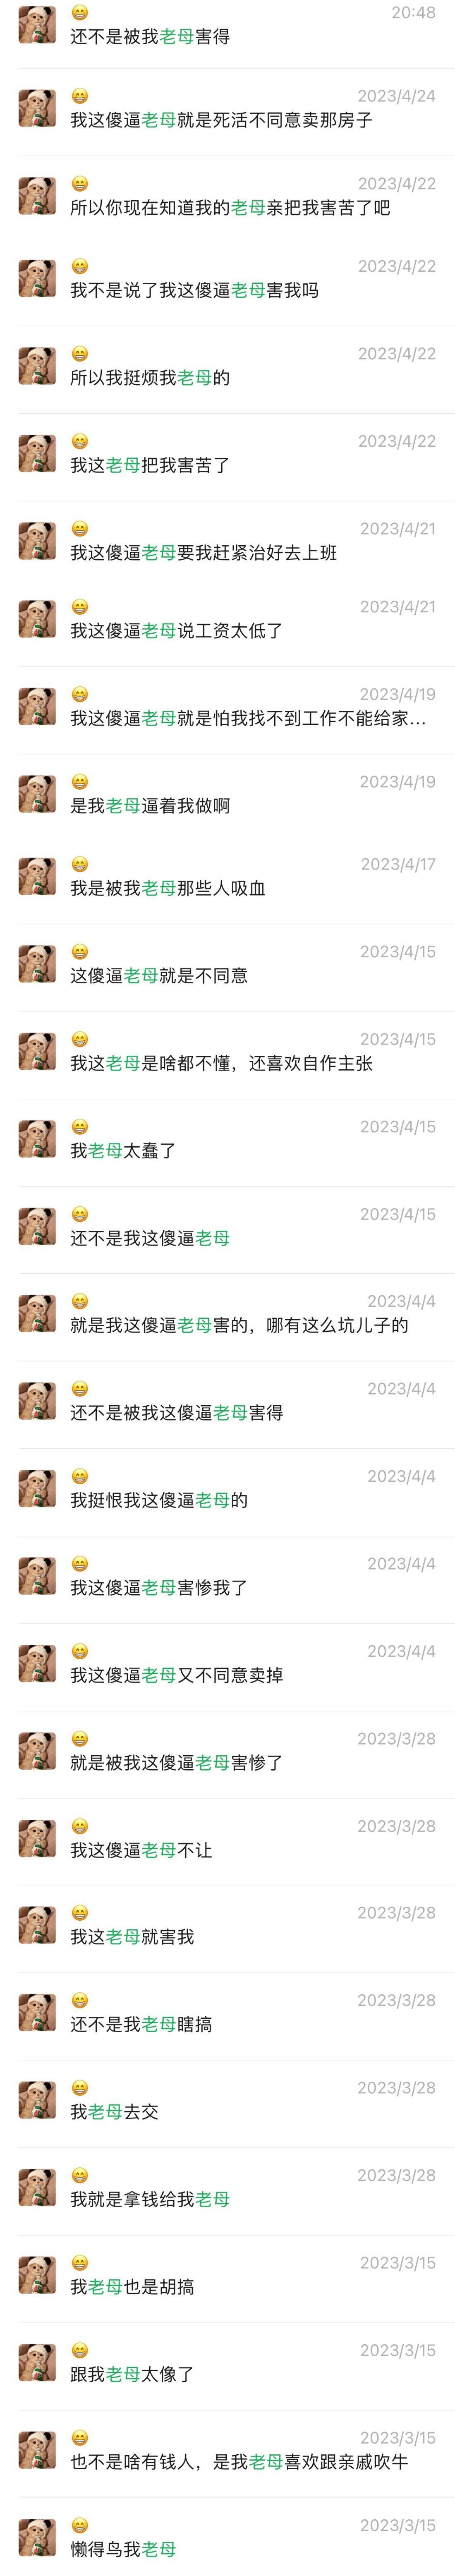 20:48
还不是被我老母害得
2023/4/24
我这傻逼老母就是死活不同意卖那房子
2023/4/22
所以你现在知道我的老母亲把我害苦了吧
2023/4/22
我不是说了我这傻逼老母害我吗
2023/4/22
所以我挺烦我老母的
2023/4/22
我这老母把我害苦了
2023/4/21
我这傻逼老母要我赶紧治好去上班
2023/4/21
我这傻逼老母说工资太低了
2023/4/19
我这傻逼老母就是怕我找不到工作不能给家...
2023/4/19
是我老母逼着我做啊
2023/4/17
我是被我老母那些人吸血
2023/4/15
这傻逼老母就是不同意
2023/4/15
我这老母是啥都不懂，还喜欢自作主张
2023/4/15
我老母太蠢了
2023/4/15
还不是我这傻逼老母
2023/4/4
就是我这傻逼老母害的，哪有这么坑儿子的
2023/4/4
还不是被我这傻逼老母害得
2023/4/4
我挺恨我这傻逼老母的
2023/4/4
我这傻逼老母害惨我了
2023/4/4
我这傻逼老母又不同意卖掉
2023/3/28
就是被我这傻逼老母害惨了
2023/3/28
我这傻逼老母不让
2023/3/28
我这老母就害我
2023/3/28
还不是我老母瞎搞
2023/3/28
我老母去交
2023/3/28
我就是拿钱给我老母
2023/3/15
我老母也是胡搞
2023/3/15
跟我老母太像了
2023/3/15
也不是啥有钱人，是我老母喜欢跟亲戚吹牛
2023/3/15
懒得鸟我老母